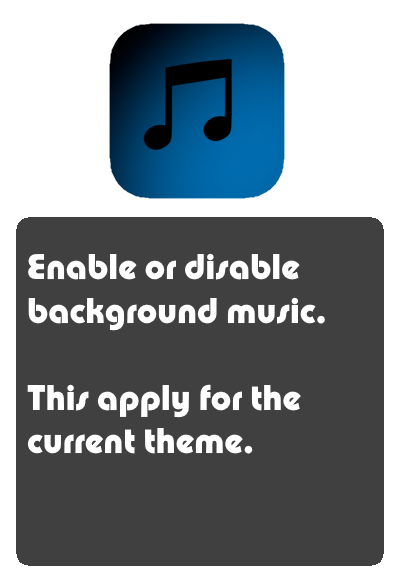 Enable or disable
background music.
This apply for the
current theme.